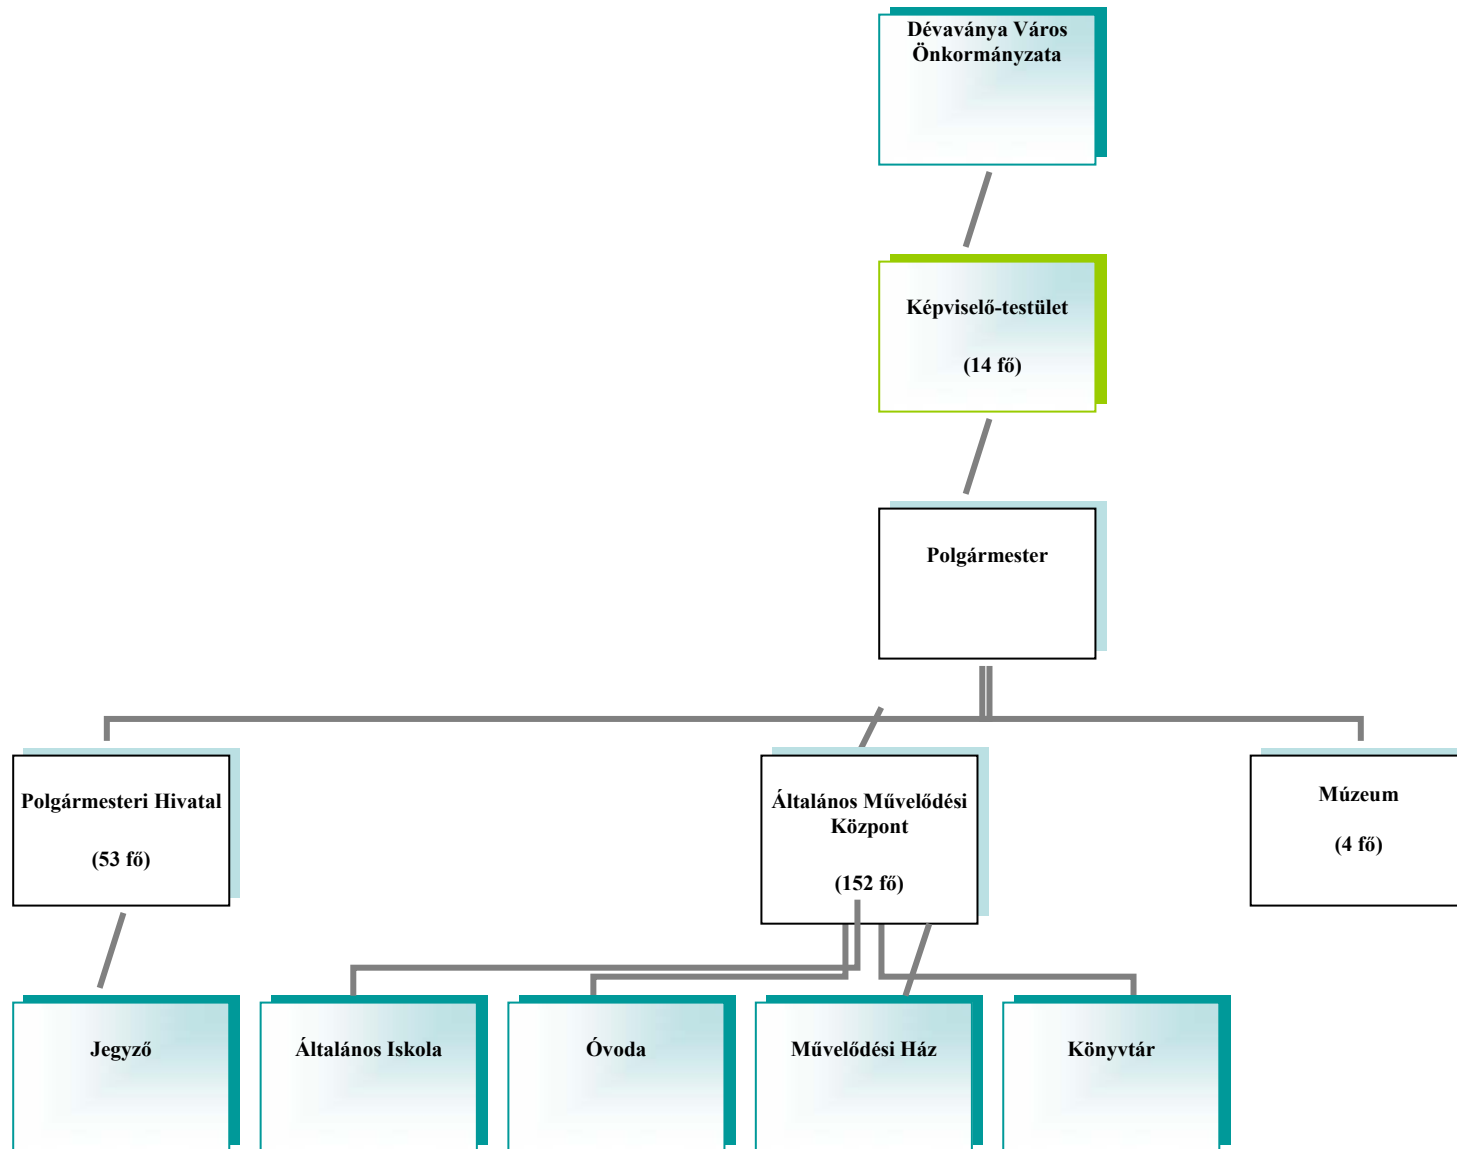 Dévaványa Város
Önkormányzata
Képviselő-testület
(14 fő)
Polgármester
Polgármesteri Hivatal
(53 fő)
Általános Művelődési
Központ
(152 fő)
Múzeum
(4 fő)
Jegyző
Általános Iskola
Óvoda
Művelődési Ház
Könyvtár